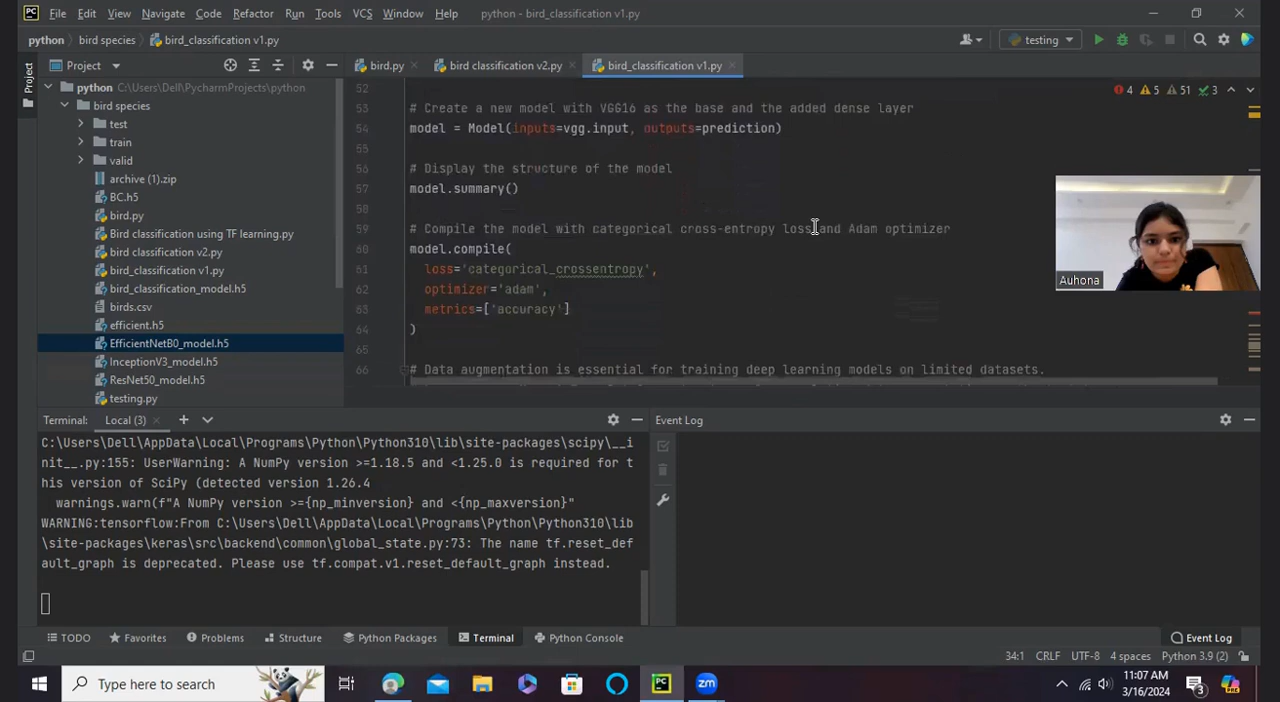 File Edit View Navigate Code Refactor Run Tools VCS Window Help python - bird_classification v1.py
python bird species bird_classification v1.py testing
Project bird.py bird classification v2.py bird_classification v1.py
Project
python C:\Users\Dell\PycharmProjects\python
bird species
test
train
valid
archive (1).zip
BC.h5
bird.py
Bird classification using TF learning.py
bird classification v2.py
bird_classification v1.py
bird_classification_model.h5
birds.csv
efficient.h5
EfficientNetB0_model.h5
InceptionV3_model.h5
ResNet50_model.h5
testing.py
4 5 51 3
52
53 # Create a new model with VGG16 as the base and the added dense layer
54 model = Model(inputs=vgg.input, outputs=prediction)
55
56 # Display the structure of the model
57 model.summary()
58
59 # Compile the model with categorical cross-entropy loss and Adam optimizer
60 model.compile(
61 loss='categorical_crossentropy',
62 optimizer='adam',
63 metrics=['accuracy']
64 )
65
66 # Data augmentation is essential for training deep learning models on limited datasets.
Auhona
Terminal: Local (3) +
C:\Users\Dell\AppData\Local\Programs\Python\Python310\lib\site-packages\scipy\__i
nit__.py:155: UserWarning: A NumPy version >=1.18.5 and <1.25.0 is required for t
his version of SciPy (detected version 1.26.4
warnings.warn(f"A NumPy version >={np_minversion} and <{np_maxversion}"
WARNING:tensorflow:From C:\Users\Dell\AppData\Local\Programs\Python\Python310\lib
\site-packages\keras\src\backend\common\global_state.py:73: The name tf.reset_def
ault_graph is deprecated. Please use tf.compat.v1.reset_default_graph instead.
Event Log
TODO Favorites Problems Structure Python Packages Terminal Python Console Event Log
34:1 CRLF UTF-8 4 spaces Python 3.9 (2)
Type here to search
11:07 AM
3/16/2024
3